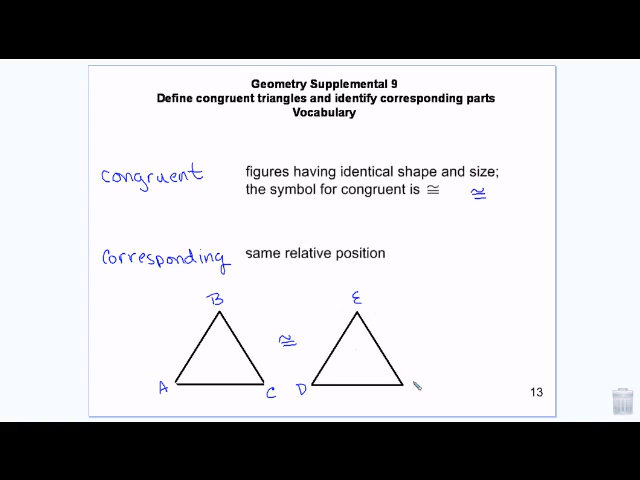 Geometry Supplemental 9
Define congruent triangles and identify corresponding parts
Vocabulary
congruent figures having identical shape and size;
the symbol for congruent is ≅ ≅
corresponding same relative position
B E
≅
A C D
13